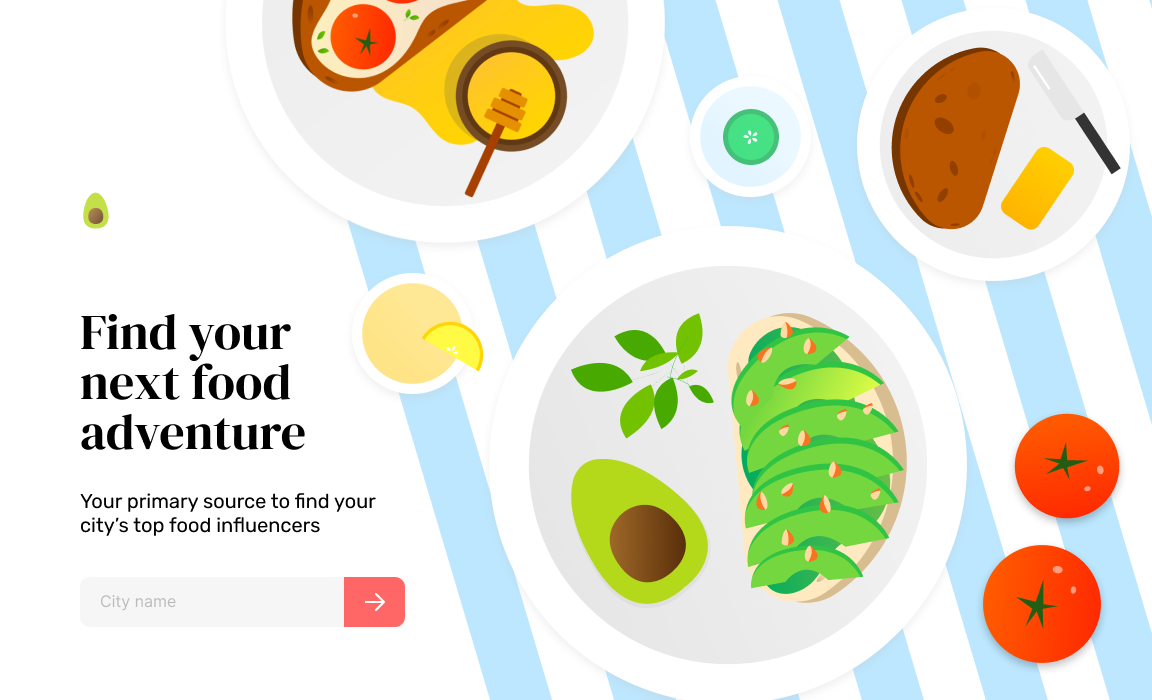 Find your
next food
adventure
Your primary source to find your
city’s top food influencers
City name